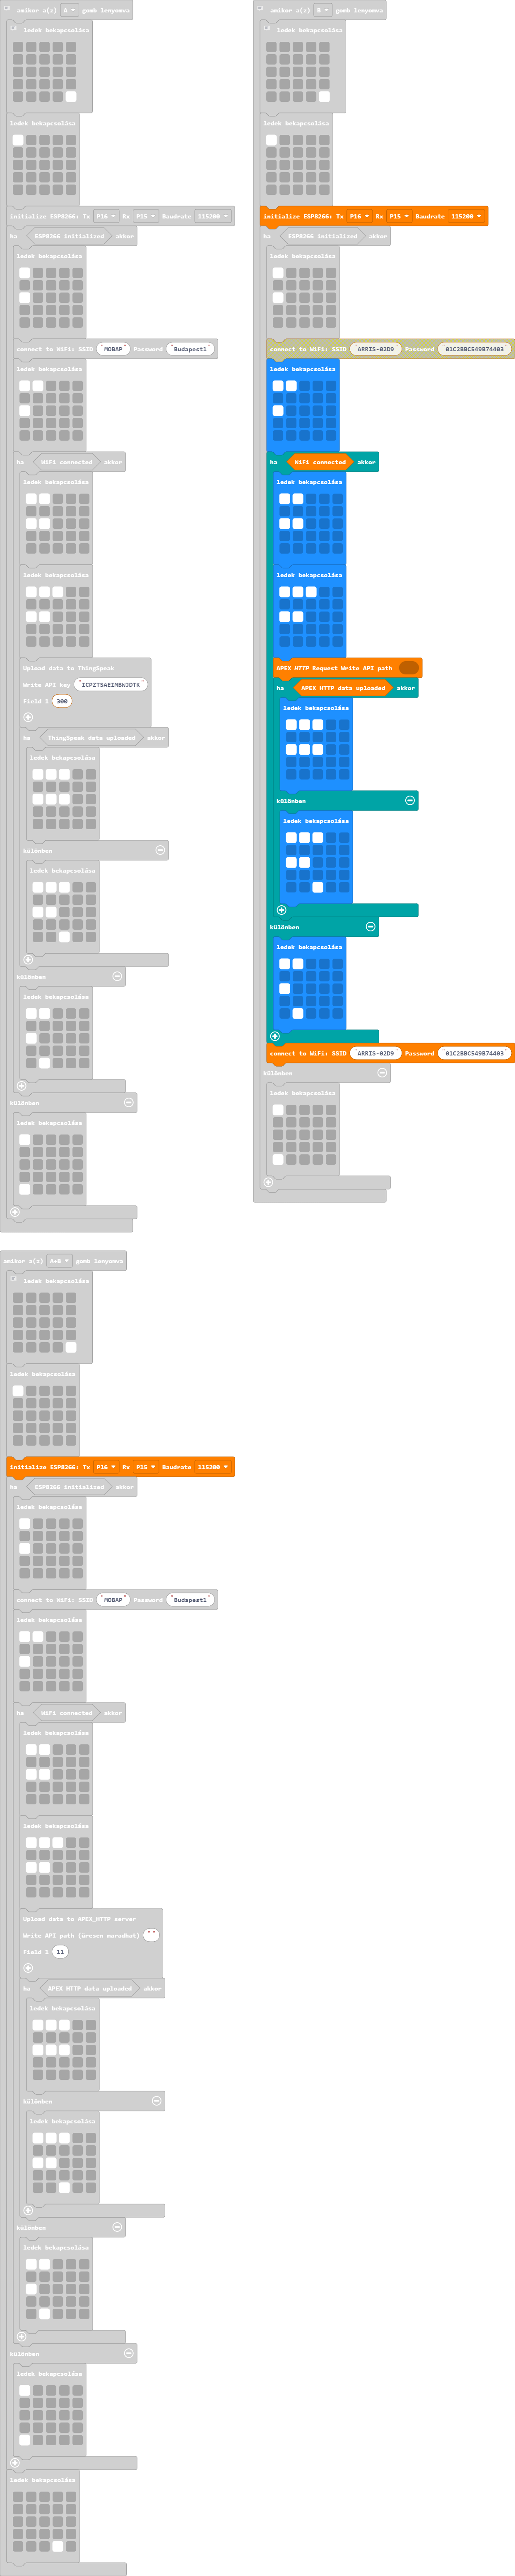 amikor a(z) A gomb lenyomva
ledek bekapcsolása
ledek bekapcsolása
initialize ESP8266: Tx P16 Rx P15 Baudrate 115200
ha ESP8266 initialized akkor
ledek bekapcsolása
connect to WiFi: SSID "MOBAP" Password "Budapest1"
ledek bekapcsolása
ha WiFi connected akkor
ledek bekapcsolása
ledek bekapcsolása
Upload data to ThingSpeak
Write API key
Field 1 300
ha ThingSpeak data uploaded akkor
ledek bekapcsolása
különben
ledek bekapcsolása
különben
ledek bekapcsolása
különben
ledek bekapcsolása
amikor a(z) B gomb lenyomva
ledek bekapcsolása
ledek bekapcsolása
initialize ESP8266: Tx P16 Rx P15 Baudrate 115200
ha ESP8266 initialized akkor
ledek bekapcsolása
connect to WiFi: SSID "ARRIS-02D9" Password "01C2BBC549B74403"
ledek bekapcsolása
ha WiFi connected akkor
ledek bekapcsolása
ledek bekapcsolása
APEX HTTP Request Write API path
ha APEX HTTP data uploaded akkor
ledek bekapcsolása
különben
ledek bekapcsolása
különben
ledek bekapcsolása
connect to WiFi: SSID "ARRIS-02D9" Password "01C2BBC549B74403"
különben
ledek bekapcsolása
amikor a(z) A+B gomb lenyomva
ledek bekapcsolása
ledek bekapcsolása
initialize ESP8266: Tx P16 Rx P15 Baudrate 115200
ha ESP8266 initialized akkor
ledek bekapcsolása
connect to WiFi: SSID "MOBAP" Password "Budapest1"
ledek bekapcsolása
ha WiFi connected akkor
ledek bekapcsolása
ledek bekapcsolása
Upload data to APEX_HTTP server
Write API path (üresen maradhat) ""
Field 1 11
ha APEX HTTP data uploaded akkor
ledek bekapcsolása
különben
ledek bekapcsolása
különben
ledek bekapcsolása
különben
ledek bekapcsolása
ledek bekapcsolása